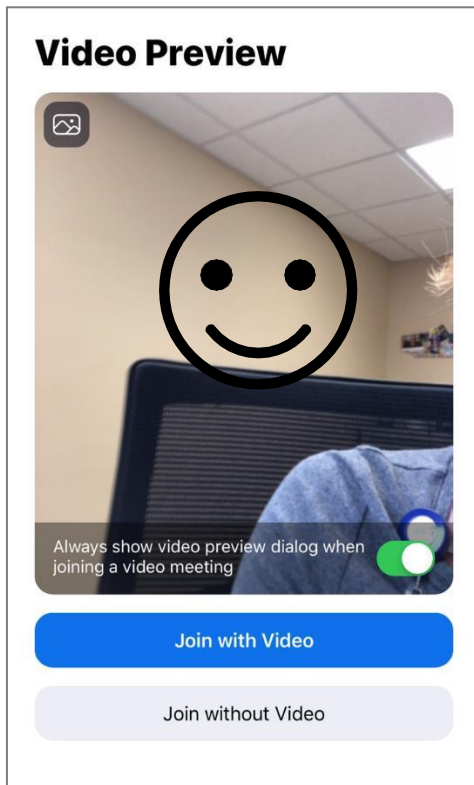 Video Preview
Always show video preview dialog when
joining a video meeting
Join with Video
Join without Video